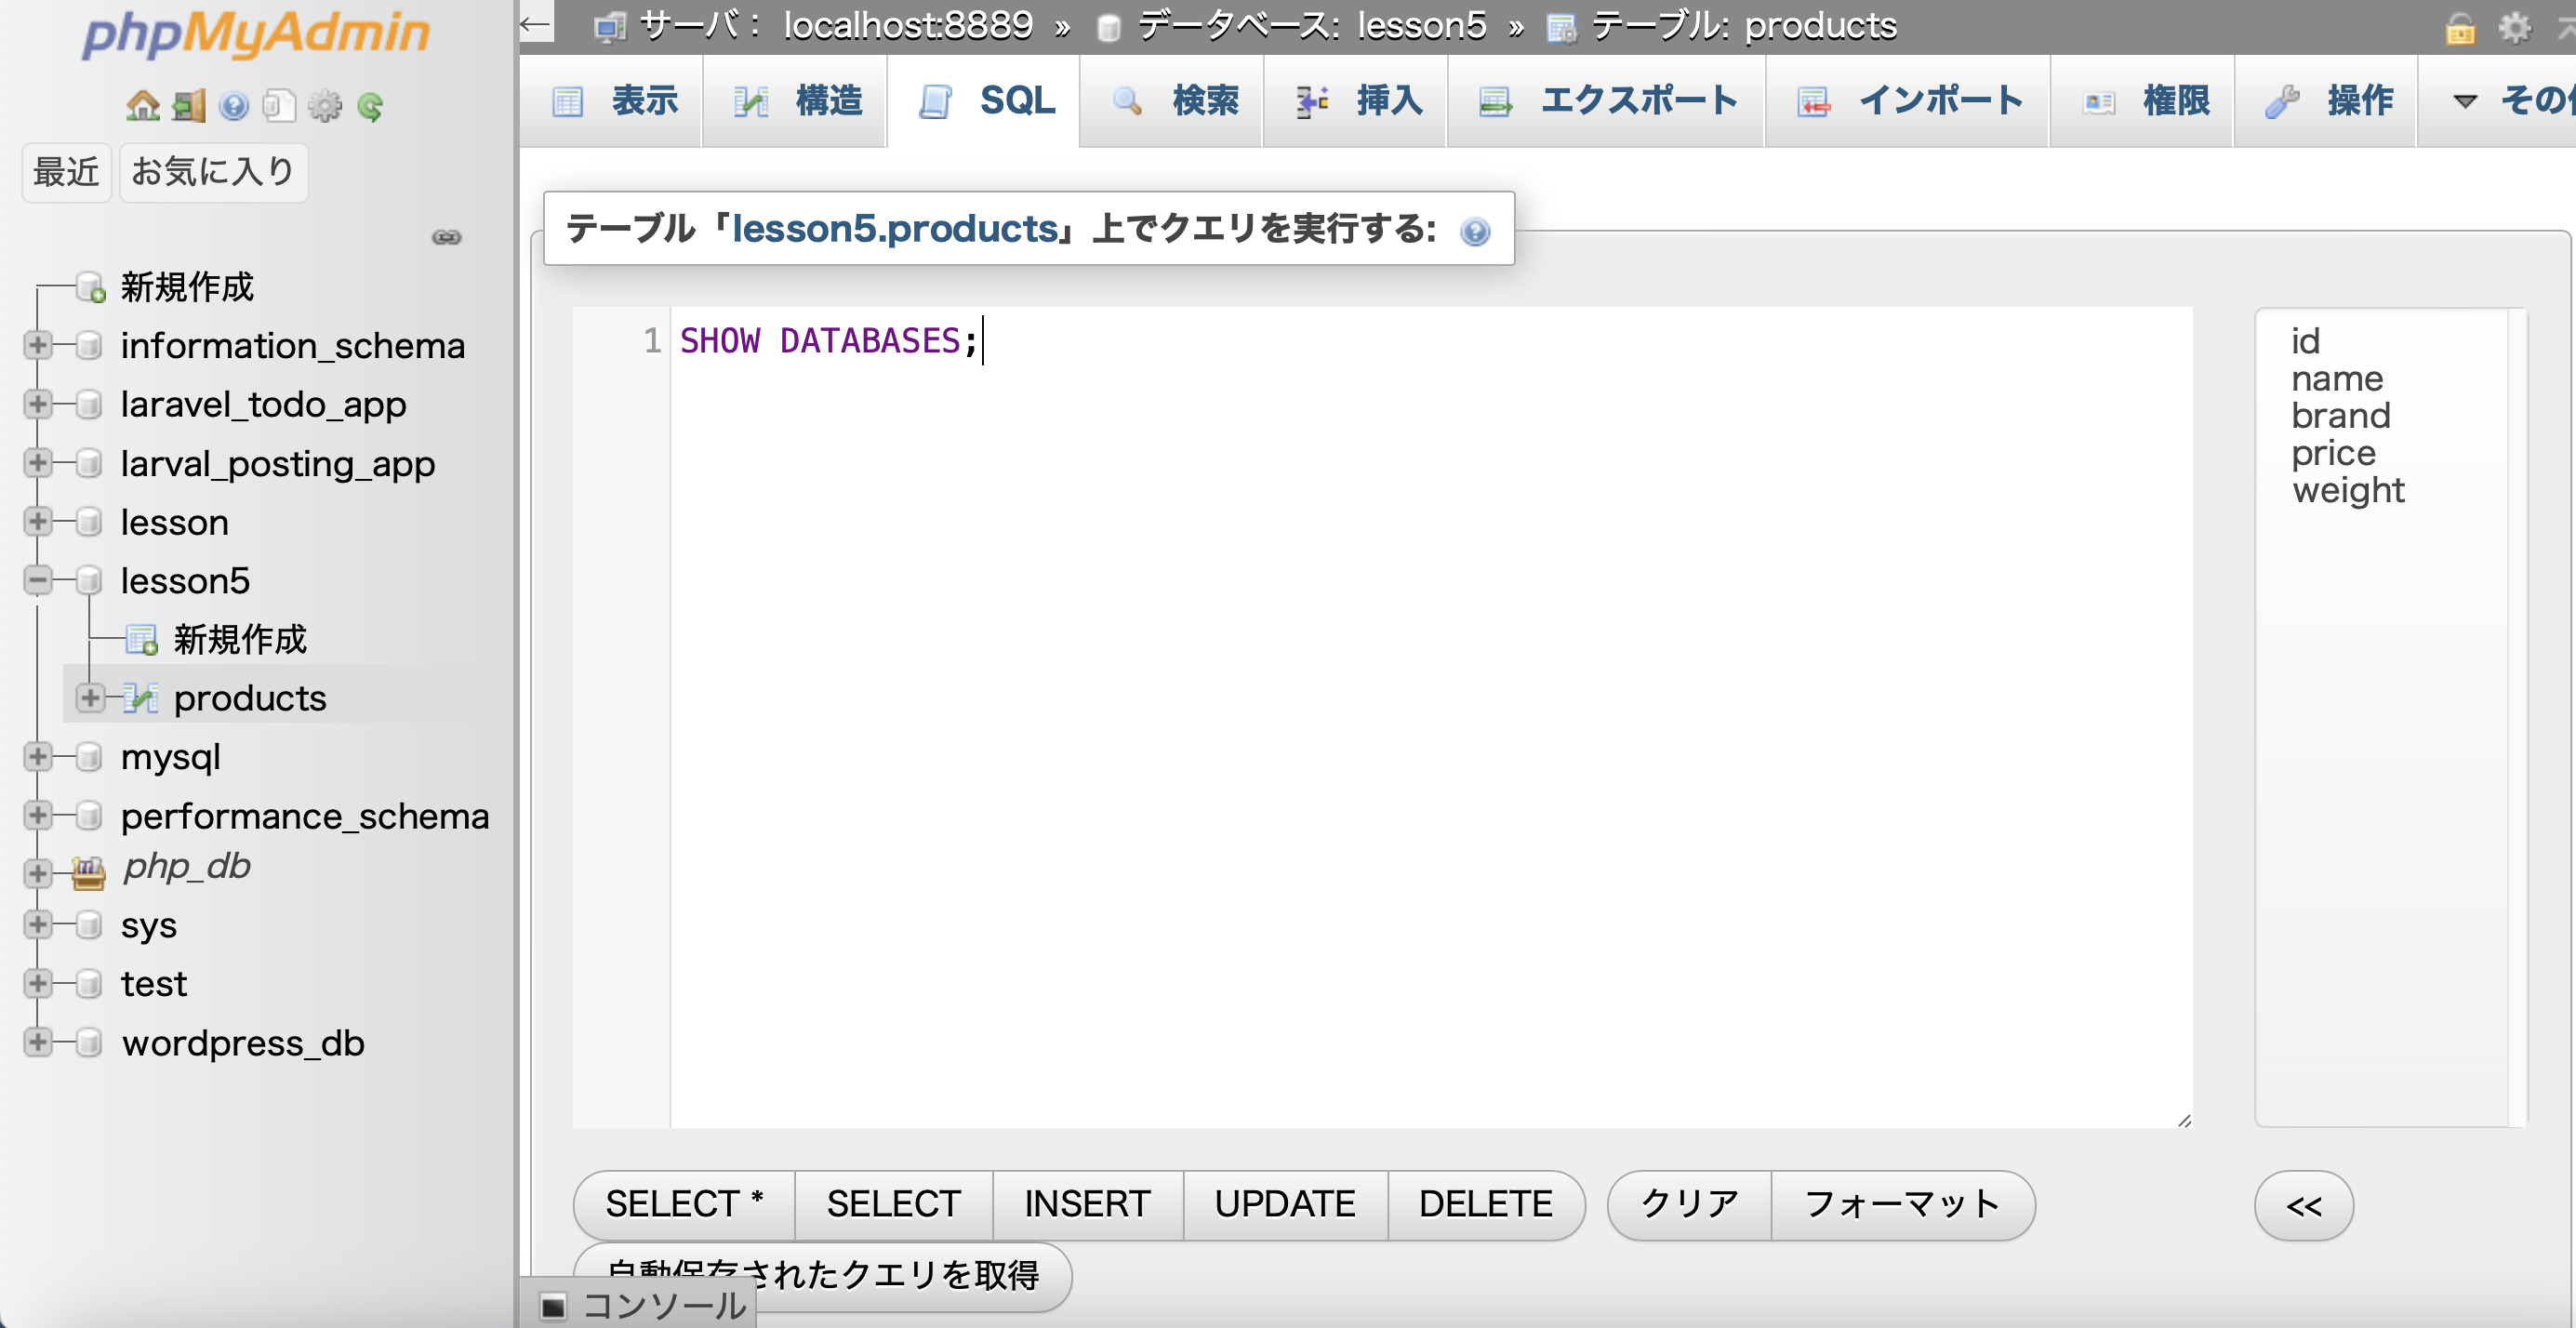 phpMyAdmin
最近 お気に入り
新規作成
information_schema
laravel_todo_app
larval_posting_app
lesson
lesson5
新規作成
products
mysql
performance_schema
php_db
sys
test
wordpress_db
サーバ： localhost:8889 » データベース: lesson5 » テーブル: products
表示 構造 SQL 検索 挿入 エクスポート インポート 権限 操作
テーブル「lesson5.products」上でクエリを実行する:
1 SHOW DATABASES;
id
name
brand
price
weight
SELECT * SELECT INSERT UPDATE DELETE クリア フォーマット <<
自動保存されたクエリを取得
コンソール